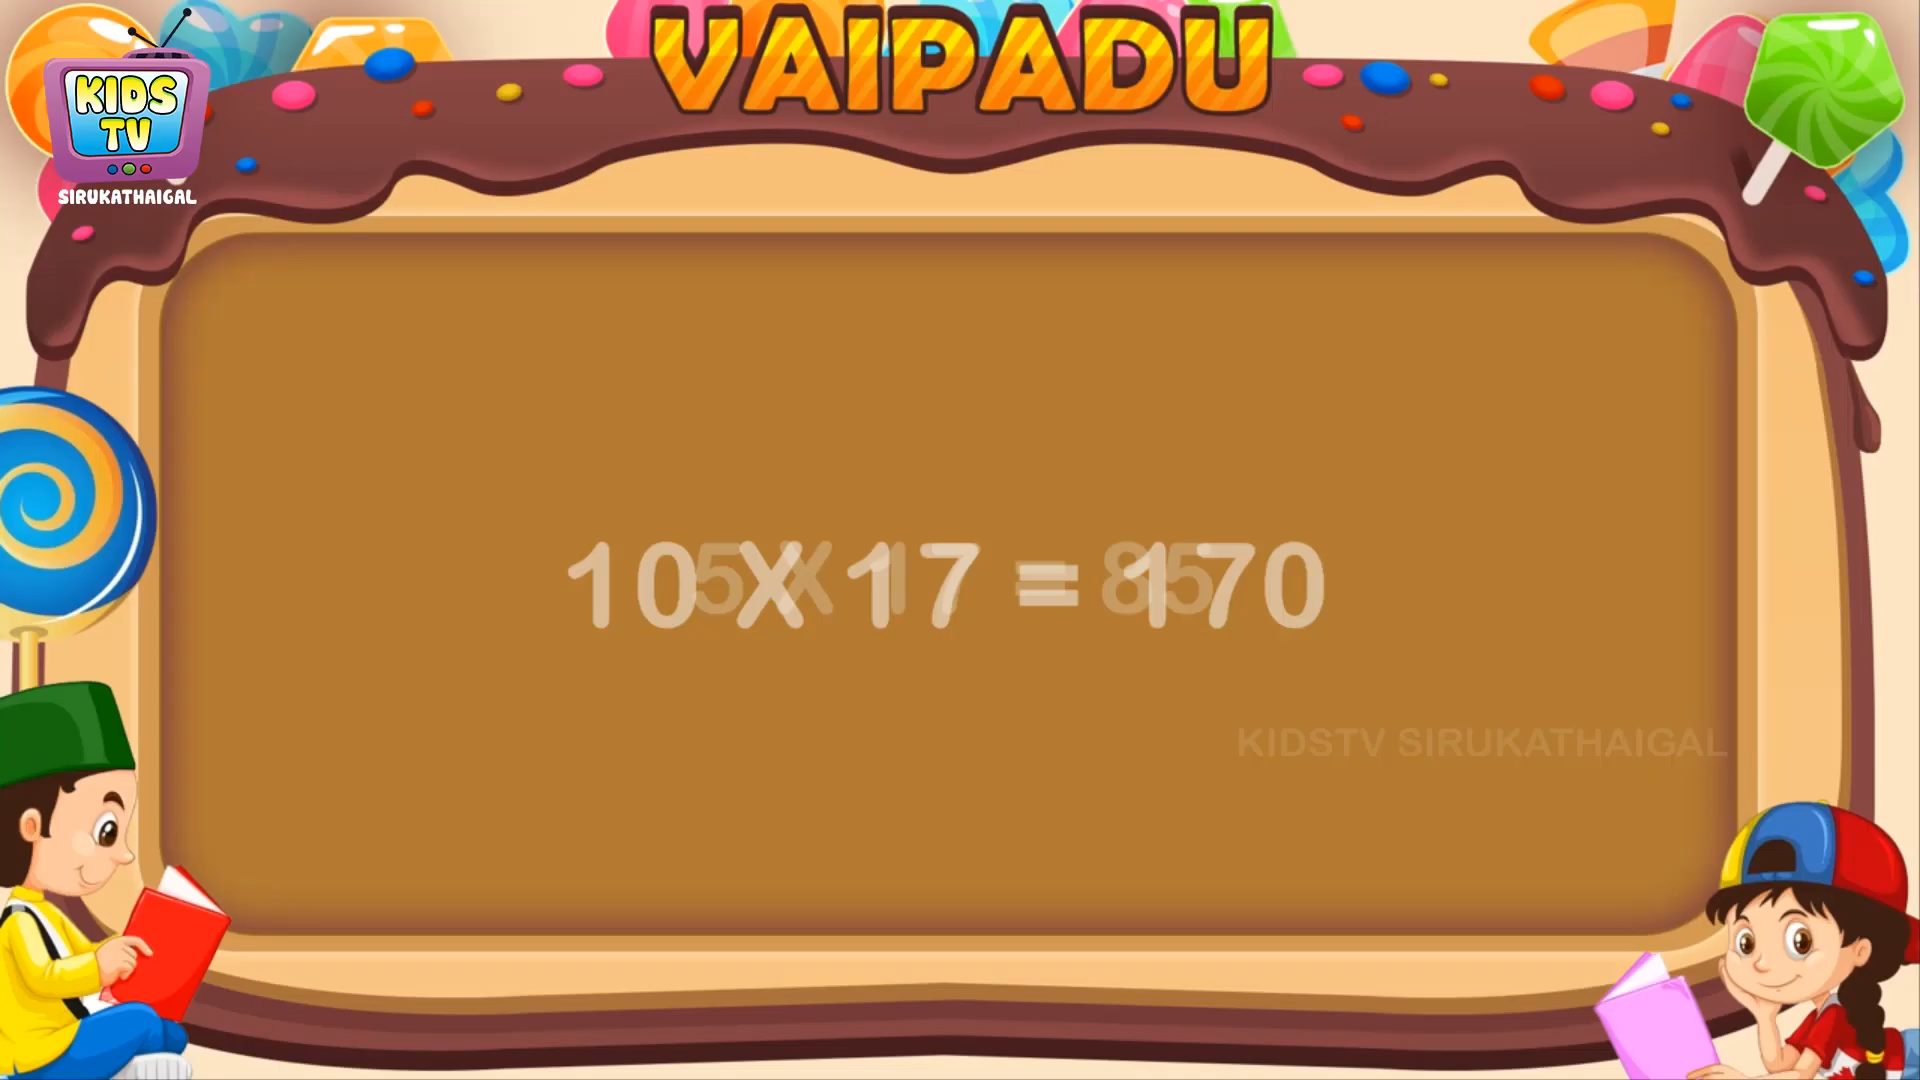 VAIPADU
KIDS
TV
SIRUKATHAIGAL
10 X 17 = 170
KIDSTV SIRUKATHAIGAL